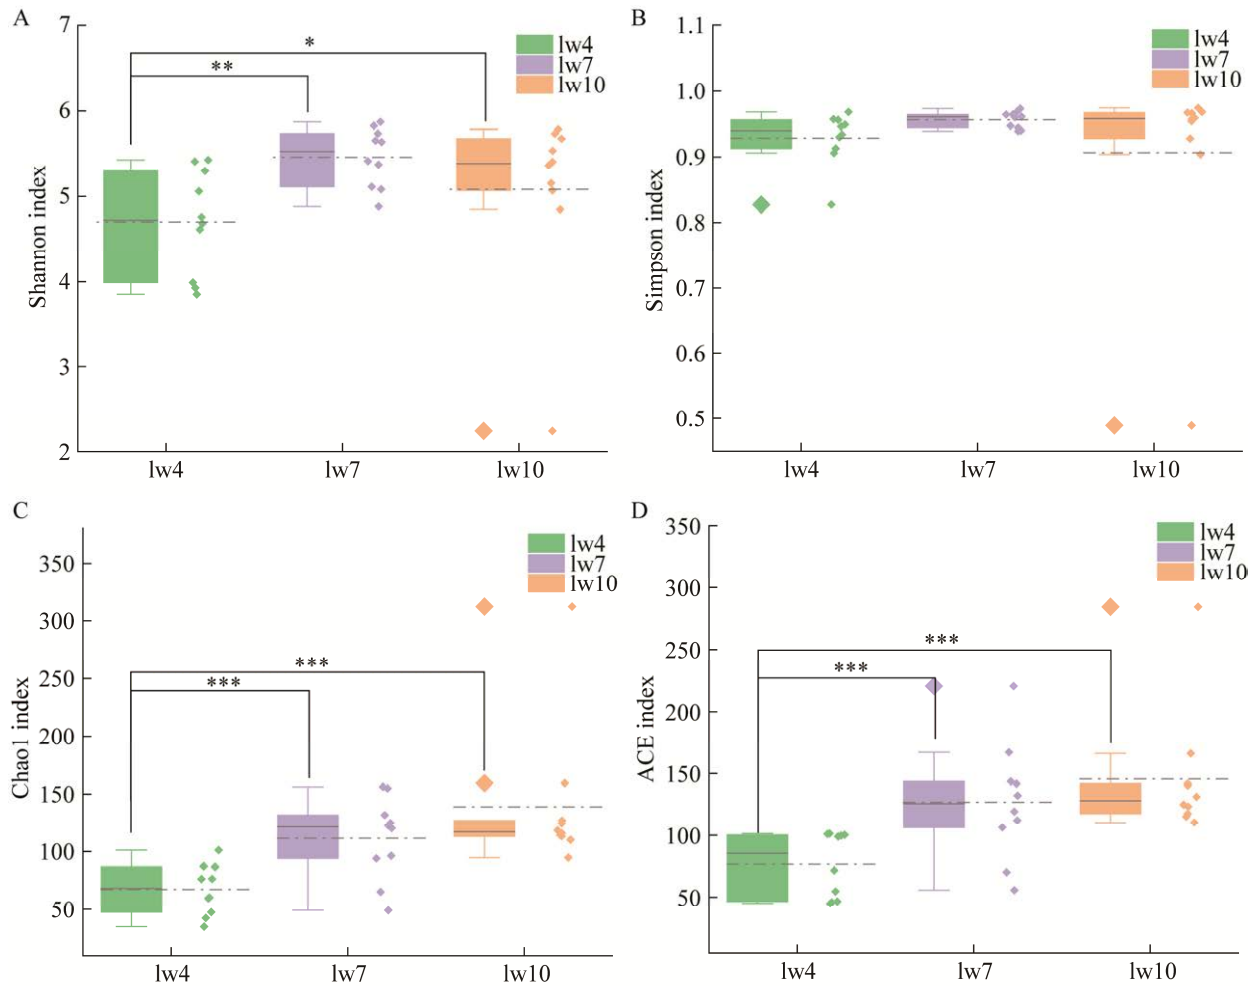 A
7
6
5
4
3
2
Shannon index
*
**
lw4
lw7
lw10
lw4
lw7
lw10
B
1.1
1.0
0.9
0.8
0.7
0.6
0.5
Simpson index
lw4
lw7
lw10
lw4
lw7
lw10
C
350
300
250
200
150
100
50
Chao1 index
***
***
lw4
lw7
lw10
lw4
lw7
lw10
D
350
300
250
200
150
100
50
ACE index
***
***
lw4
lw7
lw10
lw4
lw7
lw10